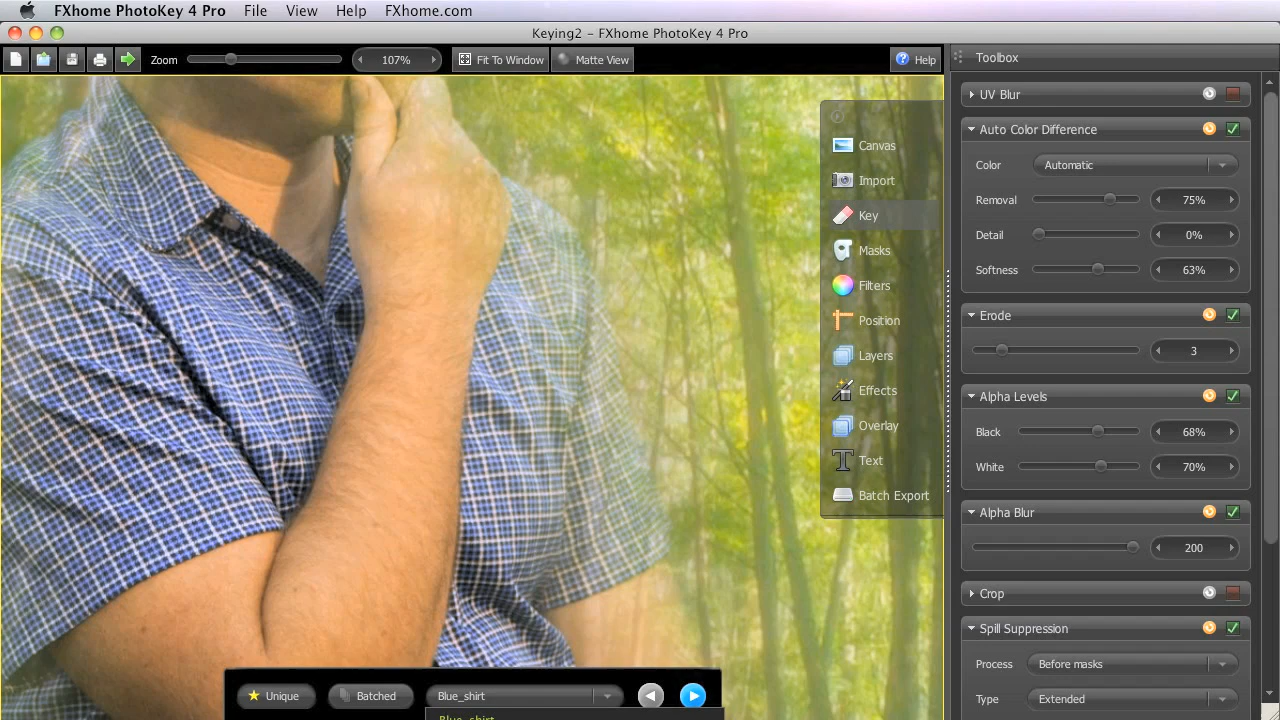 FXhome PhotoKey 4 Pro File View Help FXhome.com
Keying2 – FXhome PhotoKey 4 Pro
Zoom 107% Fit To Window Matte View Help
Toolbox
UV Blur
Auto Color Difference
Color Automatic
Removal 75%
Detail 0%
Softness 63%
Erode
3
Alpha Levels
Black 68%
White 70%
Alpha Blur
200
Crop
Spill Suppression
Process Before masks
Type Extended
Canvas
Import
Key
Masks
Filters
Position
Layers
Effects
Overlay
Text
Batch Export
Unique Batched Blue_shirt
Blue_shirt